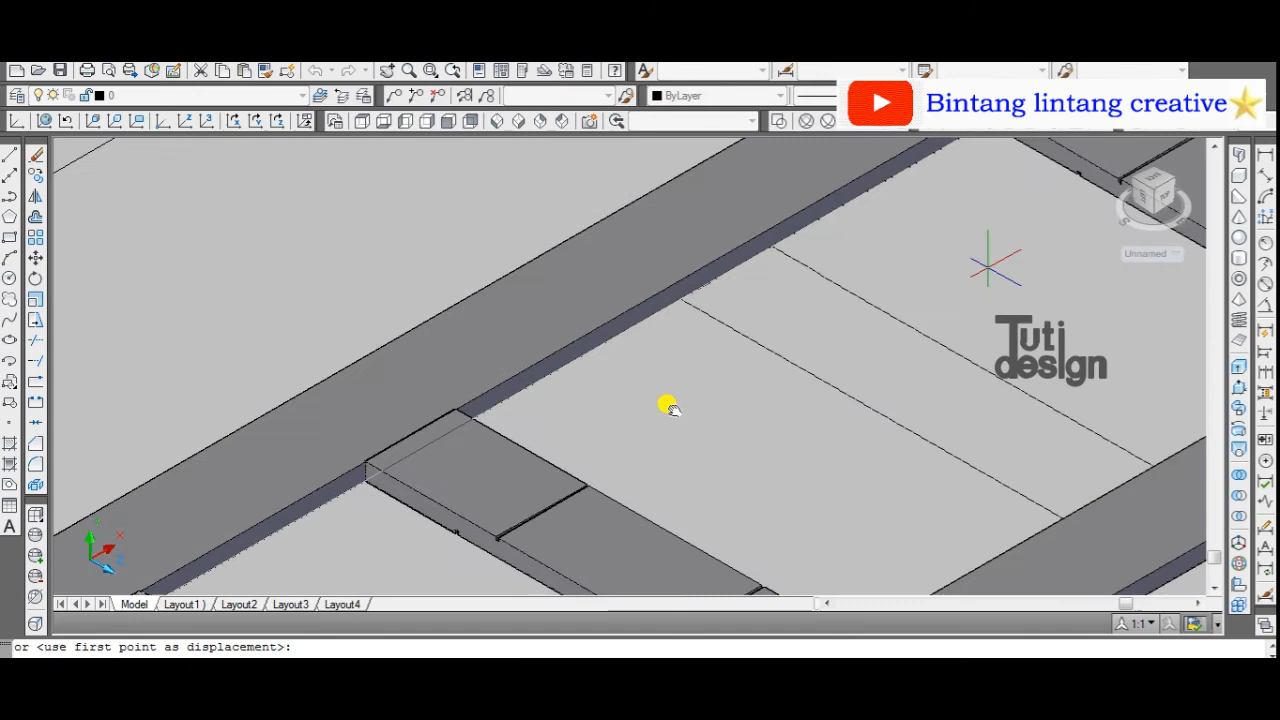 0
ByLayer
Bintang lintang creative
Unnamed
Tuti
design
Model
Layout1
Layout2
Layout3
Layout4
1:1
or <use first point as displacement>: